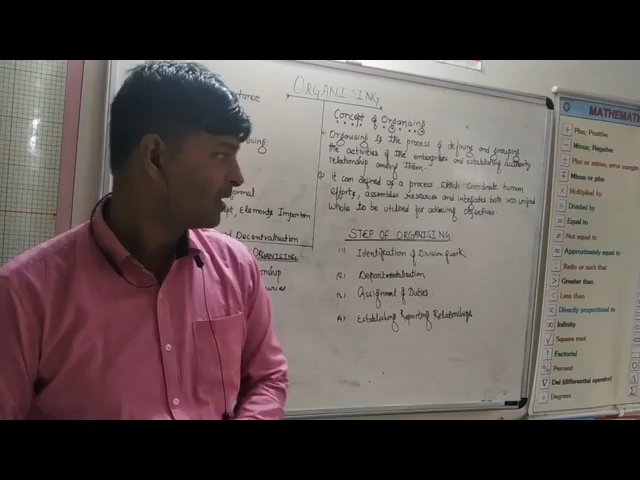 ORGANISING
tance
sing
rmal
pt, Elements Importan
d Decentralisation
ORGANISING
nship
Concept of Organising
Organising Is the process of defining and grouping
the activities of the enterprises and establishing authority
relationship among them.
it can defined as a process which coordinate human
efforts, assembles resources and integrates both into unified
whole to be utilised for achieving objectives
STEP OF ORGANISING
(1) Identification of Division of work
(2) Departmentalisation
(3) Assignment of Duties
(4) Establishing Reporting Relationships
MATHEMATI
+ Plus; Positive
− Minus; Negative
± Plus or minus, error margin
∓ Minus or plus
× Multiplied by
÷ Divided by
= Equal to
≠ Not equal to
≈ Approximately equal to
: Ratio or such that
> Greater than
< Less than
∝ Directly proportional to
∞ Infinity
√ Square root
! Factorial
% Percent
∇ Del (differential operator)
° Degrees